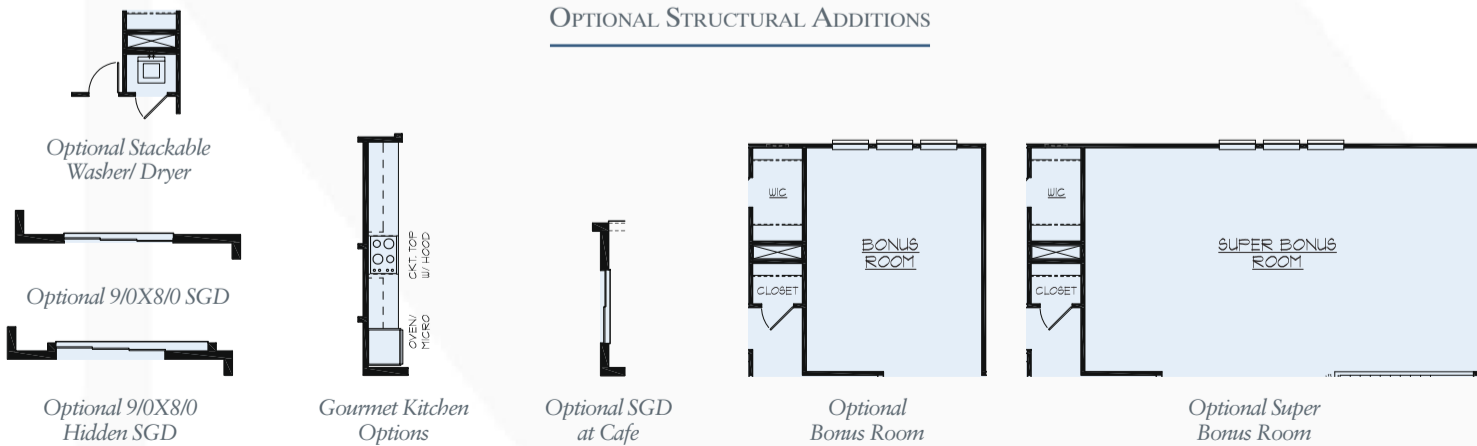 OPTIONAL STRUCTURAL ADDITIONS
Optional Stackable
Washer/ Dryer
Optional 9/0X8/0 SGD
Optional 9/0X8/0
Hidden SGD
CKT. TOP
W/ HOOD
OVEN/
MICRO
Gourmet Kitchen
Options
Optional SGD
at Cafe
WIC
BONUS
ROOM
CLOSET
Optional
Bonus Room
WIC
SUPER BONUS
ROOM
CLOSET
Optional Super
Bonus Room